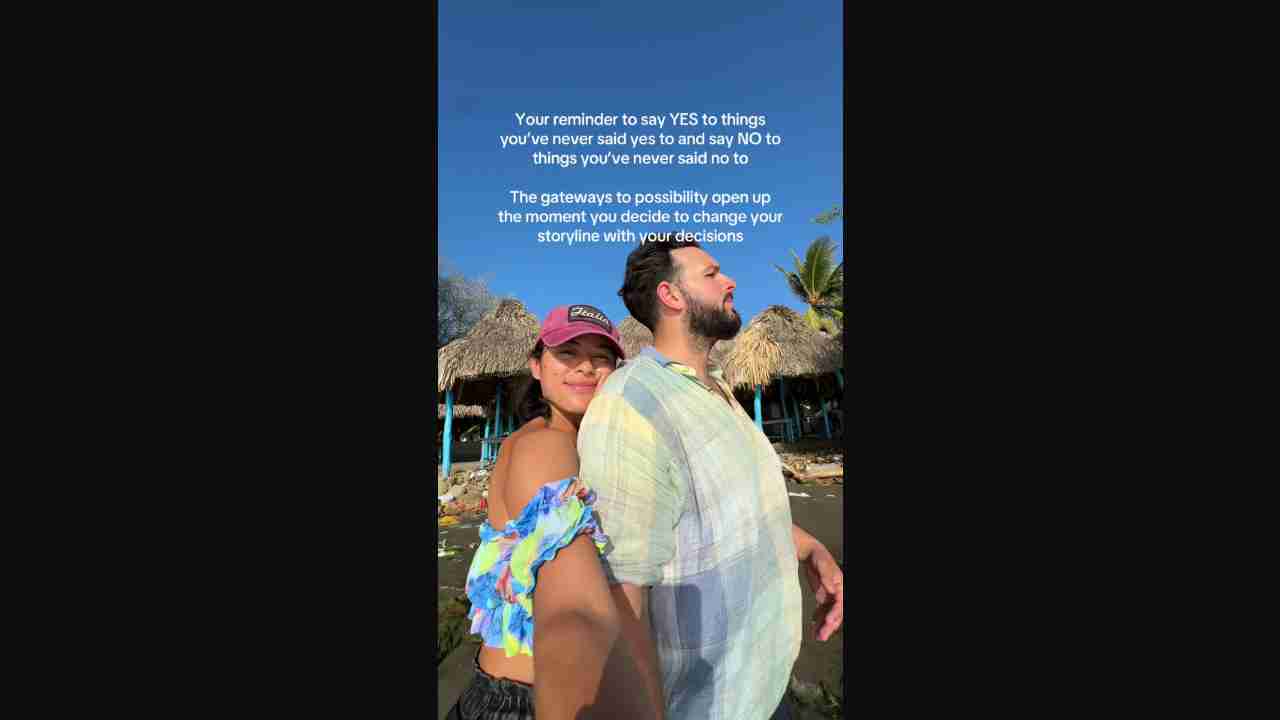 Your reminder to say YES to things
you've never said yes to and say NO to
things you've never said no to
The gateways to possibility open up
the moment you decide to change your
storyline with your decisions
Italia